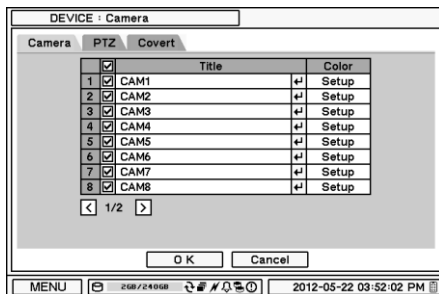 DEVICE : Camera
Camera PTZ Covert
Title Color
1 CAM1 Setup
2 CAM2 Setup
3 CAM3 Setup
4 CAM4 Setup
5 CAM5 Setup
6 CAM6 Setup
7 CAM7 Setup
8 CAM8 Setup
< 1/2 >
OK Cancel
MENU 2GB/240GB 2012-05-22 03:52:02 PM